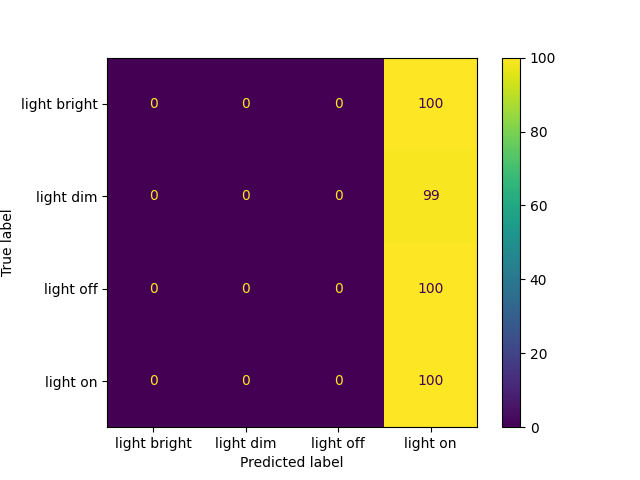 light bright 0 0 0 100
light dim 0 0 0 99
light off 0 0 0 100
light on 0 0 0 100
light bright light dim light off light on
Predicted label
True label
100
80
60
40
20
0